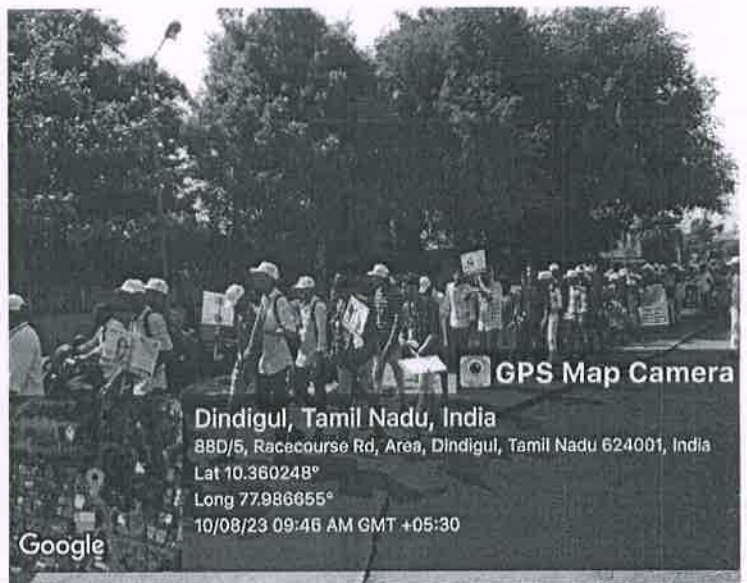 GPS Map Camera
Dindigul, Tamil Nadu, India
88D/5, Racecourse Rd, Area, Dindigul, Tamil Nadu 624001, India
Lat 10.360248°
Long 77.986655°
10/08/23 09:46 AM GMT +05:30
Google